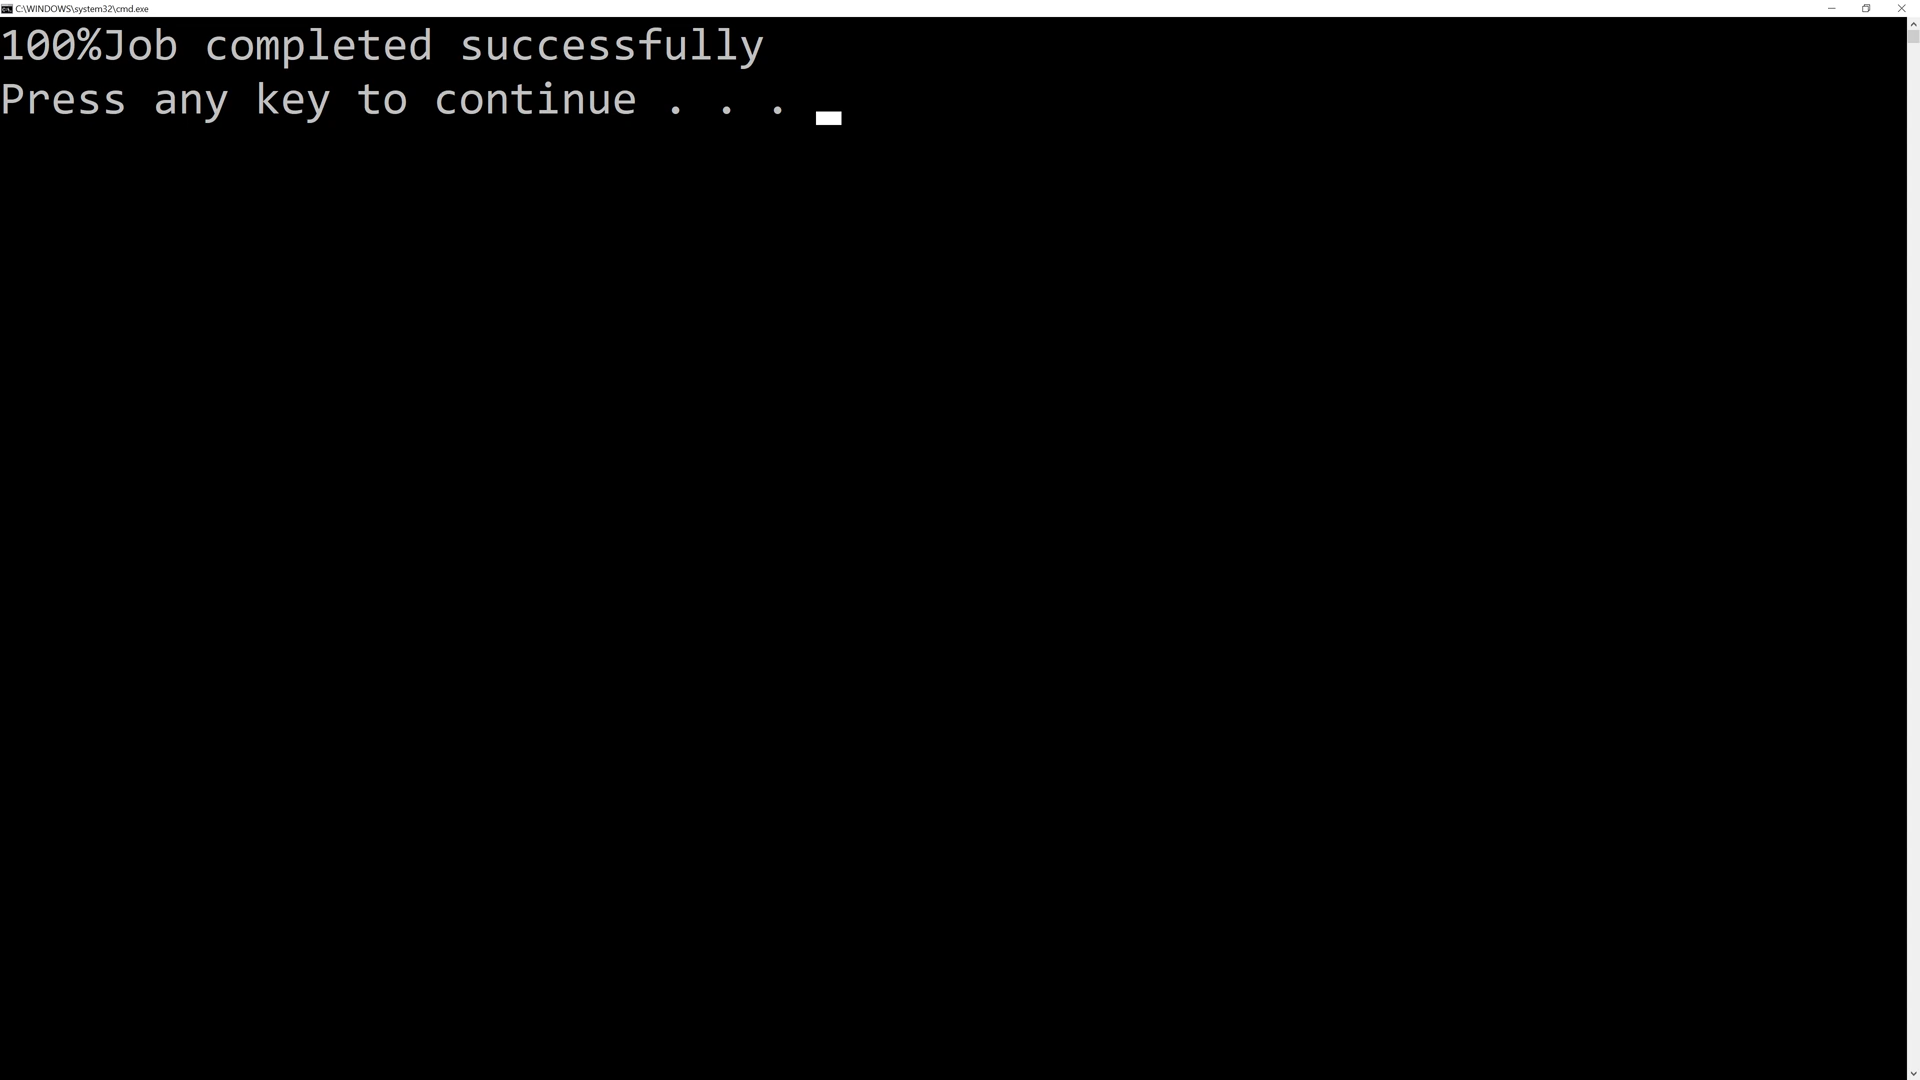 C:\WINDOWS\system32\cmd.exe
100%Job completed successfully
Press any key to continue . . .